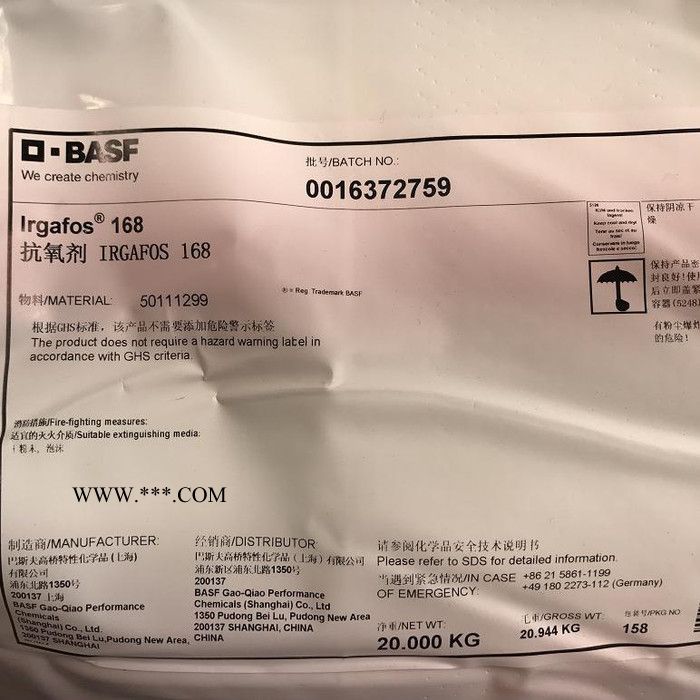 BASF
We create chemistry
批号/BATCH NO.:
0016372759
Irgafos® 168
抗氧剂 IRGAFOS 168
物料/MATERIAL: 50111299
® = Reg. Trademark BASF
保持阴凉干
燥
Keep cool and dry!
保持产品密
封良好!使用
后立即盖紧
容器(5248)
有粉尘爆炸
的危险!
根据GHS标准，该产品不需要添加危险警示标签
The product does not require a hazard warning label in
accordance with GHS criteria.
消防措施/Fire-fighting measures:
适宜的灭火介质/Suitable extinguishing media:
干粉末，泡沫
WWW.***.COM
制造商/MANUFACTURER:
巴斯夫高桥特性化学品(上海)
有限公司
浦东北路1350号
200137 上海
BASF Gao-Qiao Performance
Chemicals
(Shanghai) Co., Ltd
1350 Pudong Bei Lu,Pudong New Area,
200137 SHANGHAI, CHINA
经销商/DISTRIBUTOR:
巴斯夫高桥特性化学品(上海)有限公司
浦东新区浦东北路1350号
200137
BASF Gao-Qiao Performance
Chemicals (Shanghai) Co., Ltd
1350 Pudong Bei Lu, Pudong New Area
200137 SHANGHAI, CHINA
CHINA
请参阅化学品安全技术说明书
Please refer to SDS for detailed information.
当遇到紧急情况/IN CASE +86 21 5861-1199
OF EMERGENCY: +49 180 2273-112 (Germany)
净重/NET WT:
20.000 KG
毛重/GROSS WT:
20.944 KG
包装号/PKG NO
158